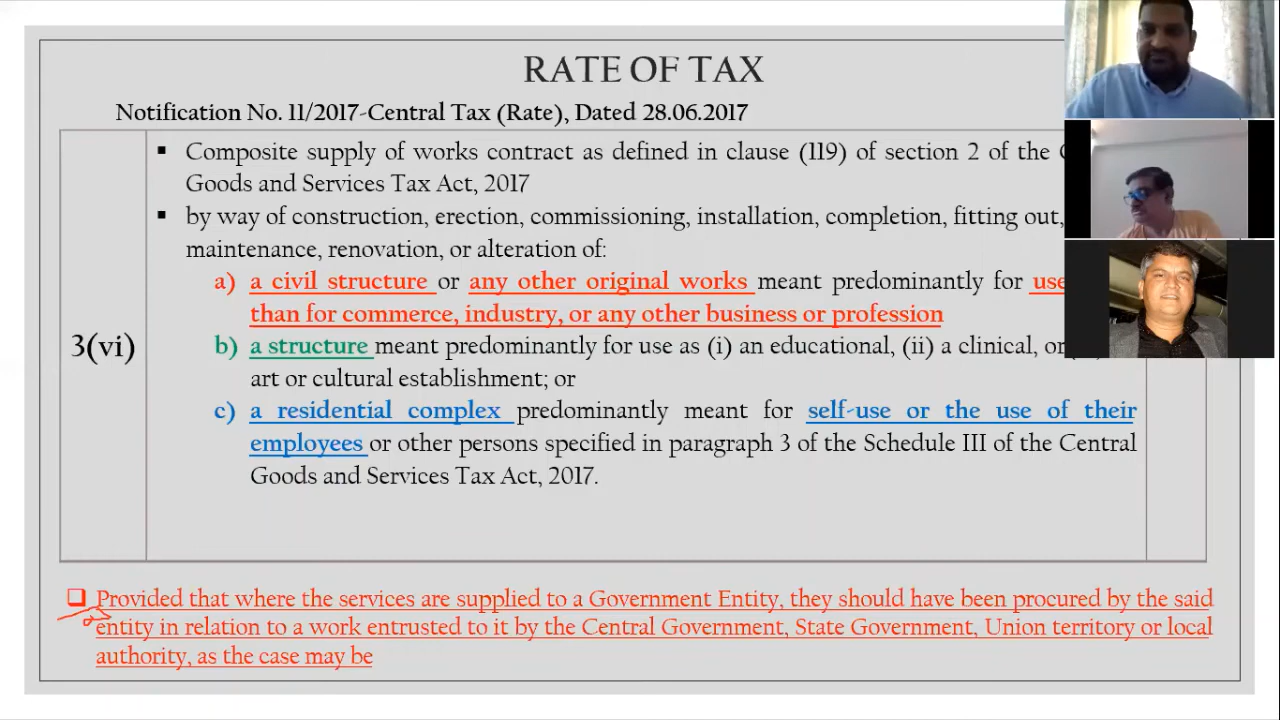 RATE OF TAX
Notification No. 11/2017-Central Tax (Rate), Dated 28.06.2017
▪ Composite supply of works contract as defined in clause (119) of section 2 of the
Goods and Services Tax Act, 2017
▪ by way of construction, erection, commissioning, installation, completion, fitting out,
maintenance, renovation, or alteration of:
a) a civil structure or any other original works meant predominantly for use
than for commerce, industry, or any other business or profession
3(vi)
b) a structure meant predominantly for use as (i) an educational, (ii) a clinical, or
art or cultural establishment; or
c) a residential complex predominantly meant for self-use or the use of their
employees or other persons specified in paragraph 3 of the Schedule III of the Central
Goods and Services Tax Act, 2017.
❑ Provided that where the services are supplied to a Government Entity, they should have been procured by the said
entity in relation to a work entrusted to it by the Central Government, State Government, Union territory or local
authority, as the case may be